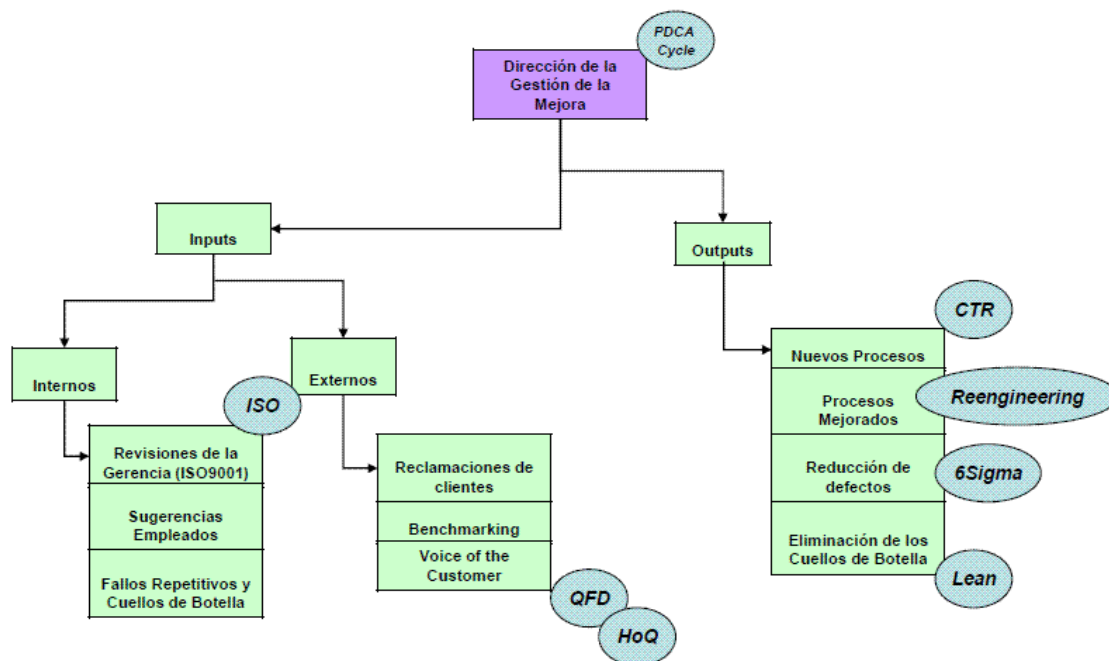 PDCA
Cycle
Dirección de la
Gestión de la
Mejora
Inputs
Outputs
Internos
Externos
ISO
Revisiones de la
Gerencia (ISO9001)
Sugerencias
Empleados
Fallos Repetitivos y
Cuellos de Botella
Reclamaciones de
clientes
Benchmarking
Voice of the
Customer
QFD
HoQ
CTR
Nuevos Procesos
Reengineering
Procesos
Mejorados
Reducción de
defectos
6Sigma
Eliminación de los
Cuellos de Botella
Lean